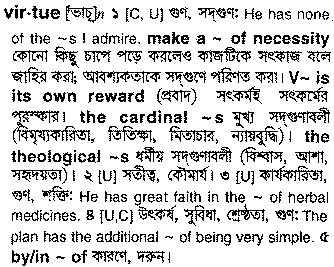 vir·tue [ভাচূ] n ১ [C, U] গুণ, সদ্‌গুণ: He has none
of the ~s I admire. make a ~ of necessity
কোনো কিছু চাপে পড়ে করলেও কাজটিকে সৎকাজ বলে
জাহির করা; আবশ্যকতাকে সদ্‌গুণে পরিণত করা। V~ is
its own reward (প্রবাদ) সৎকর্মই সৎকর্মের
পুরস্কার। the cardinal ~s মুখ্য সদ্‌গুণাবলী
(বিমৃষ্যকারিতা, তিতিক্ষা, মিতাচার, ন্যায়বুদ্ধি)। the
theological ~s ধর্মীয় সদ্‌গুণাবলী (বিশ্বাস, আশা,
সহৃদয়তা)। ২ [U] সতীত্ব, কৌমার্য। ৩ [U] কার্যকারিতা,
গুণ, শক্তি: He has great faith in the ~ of herbal
medicines. ৪ [U,C] উৎকর্ষ, সুবিধা, শ্রেষ্ঠতা, গুণ: The
plan has the additional ~ of being very simple. ৫
by/in ~ of কারণে, দরুন।